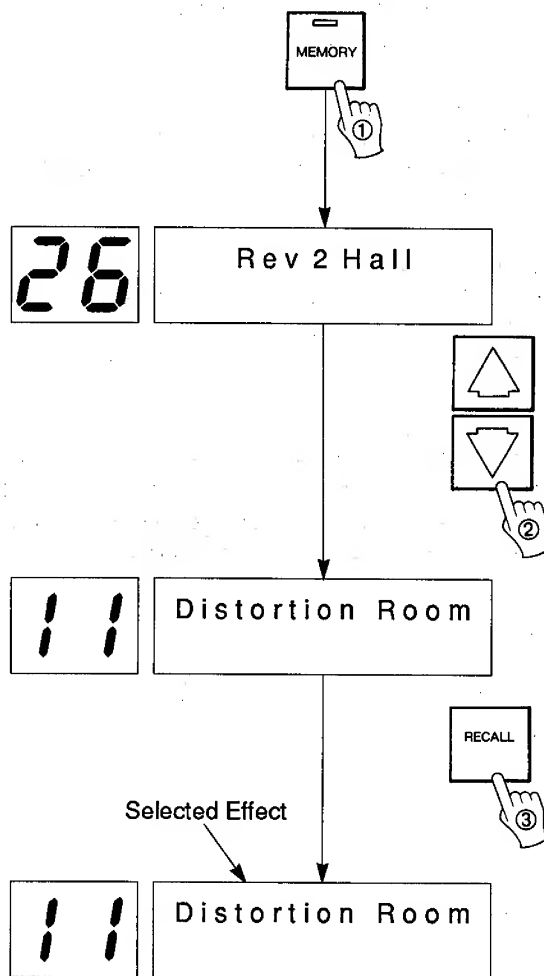 MEMORY
①
26
Rev 2 Hall
②
11
Distortion Room
RECALL
③
Selected Effect
11
Distortion Room